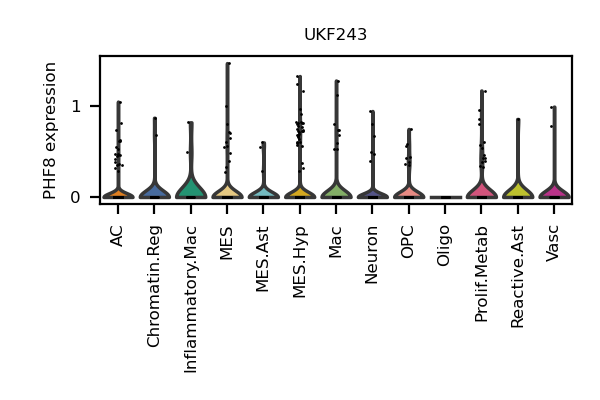 UKF243
PHF8 expression
1
0
AC
Chromatin.Reg
Inflammatory.Mac
MES
MES.Ast
MES.Hyp
Mac
Neuron
OPC
Oligo
Prolif.Metab
Reactive.Ast
Vasc